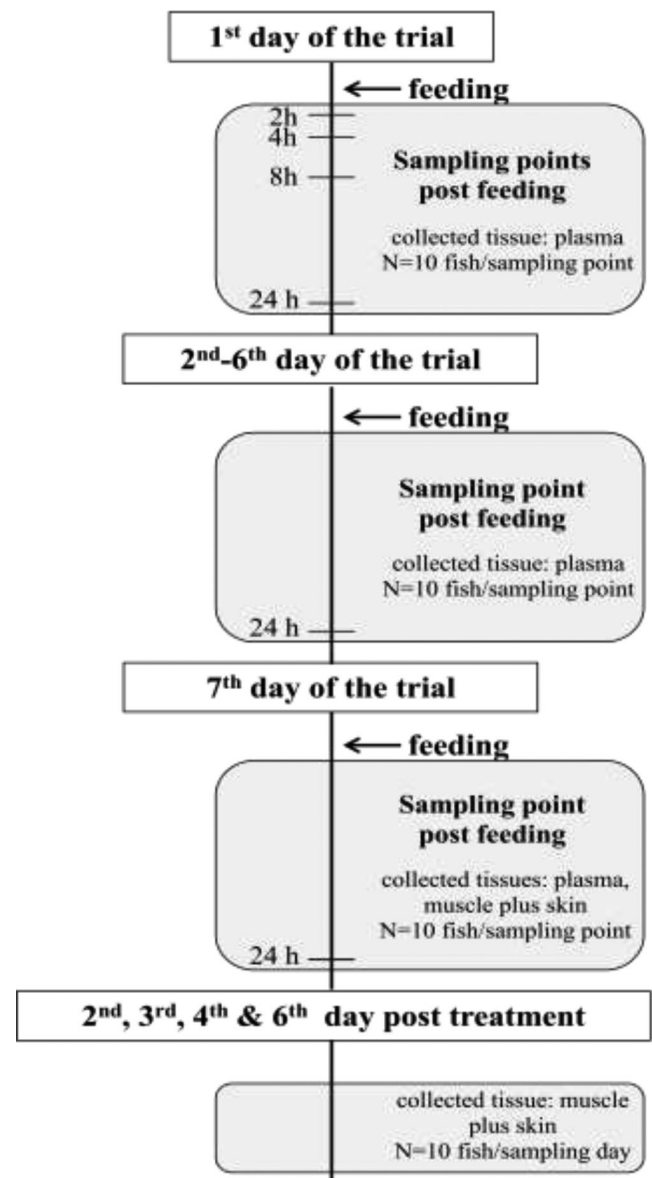 1st day of the trial
feeding
2h
4h
8h
Sampling points
post feeding
collected tissue: plasma
N=10 fish/sampling point
24 h
2nd-6th day of the trial
feeding
Sampling point
post feeding
collected tissue: plasma
N=10 fish/sampling point
24 h
7th day of the trial
feeding
Sampling point
post feeding
collected tissues: plasma,
muscle plus skin
N=10 fish/sampling point
24 h
2nd, 3rd, 4th & 6th day post treatment
collected tissue: muscle
plus skin
N=10 fish/sampling day